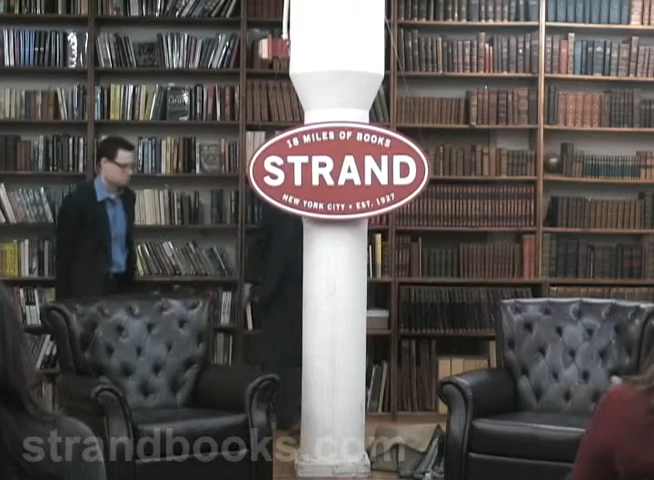 18 MILES OF BOOKS
STRAND
NEW YORK CITY • EST. 1927
strandbooks.com